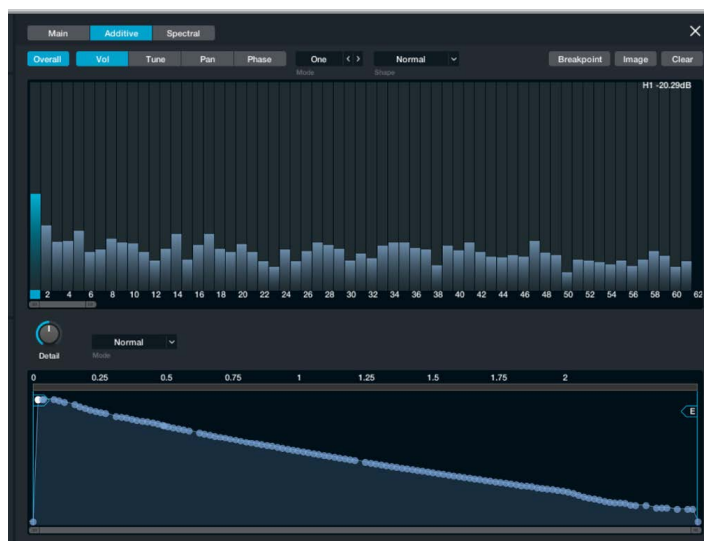 Main Additive Spectral
Overall Vol Tune Pan Phase One < > Normal Breakpoint Image Clear
Mode Shape
H1 -20.29dB
2 4 6 8 10 12 14 16 18 20 22 24 26 28 30 32 34 36 38 40 42 44 46 48 50 52 54 56 58 60 62
Normal
Detail Mode
0 0.25 0.5 0.75 1 1.25 1.5 1.75 2
E